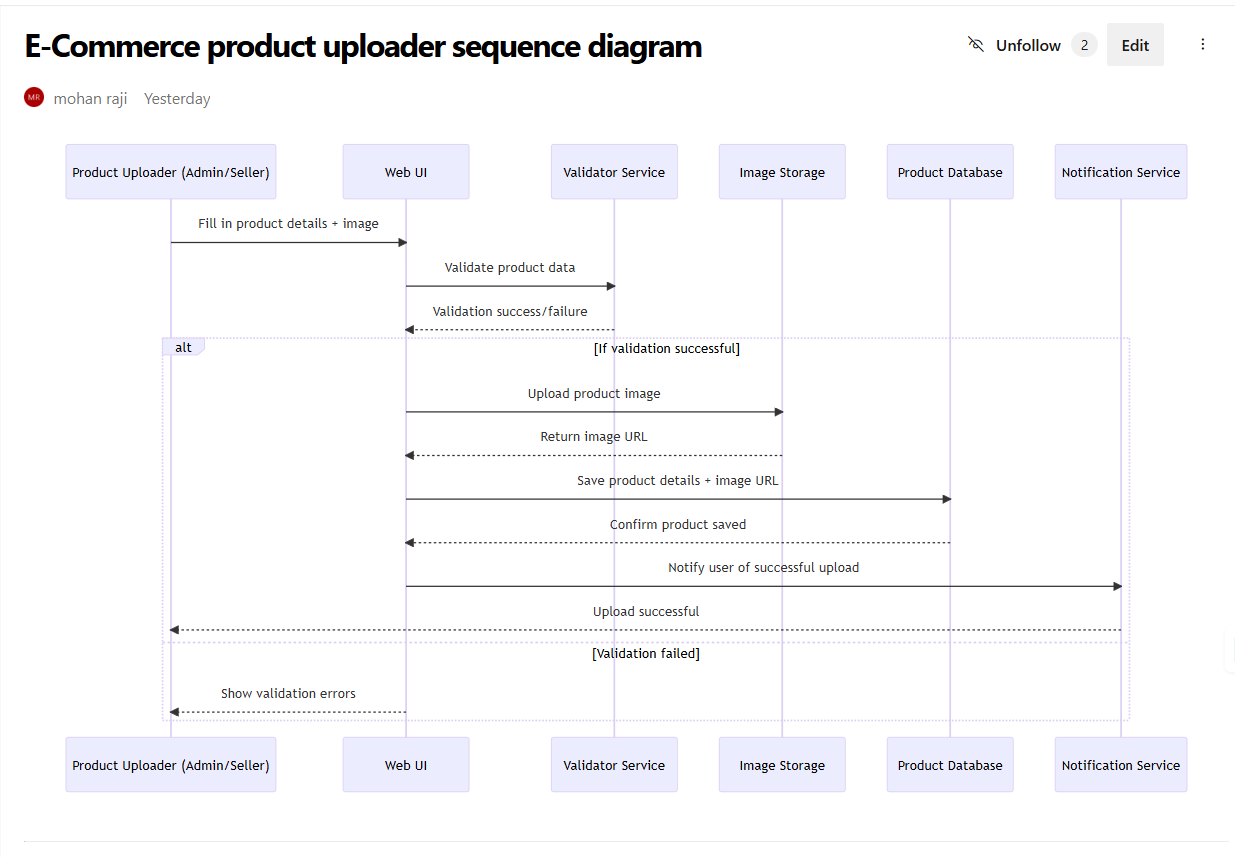 E-Commerce product uploader sequence diagram
Unfollow 2 Edit
MR mohan raji Yesterday
Product Uploader (Admin/Seller) Web UI Validator Service Image Storage Product Database Notification Service
Fill in product details + image
Validate product data
Validation success/failure
alt [If validation successful]
Upload product image
Return image URL
Save product details + image URL
Confirm product saved
Notify user of successful upload
Upload successful
[Validation failed]
Show validation errors
Product Uploader (Admin/Seller) Web UI Validator Service Image Storage Product Database Notification Service